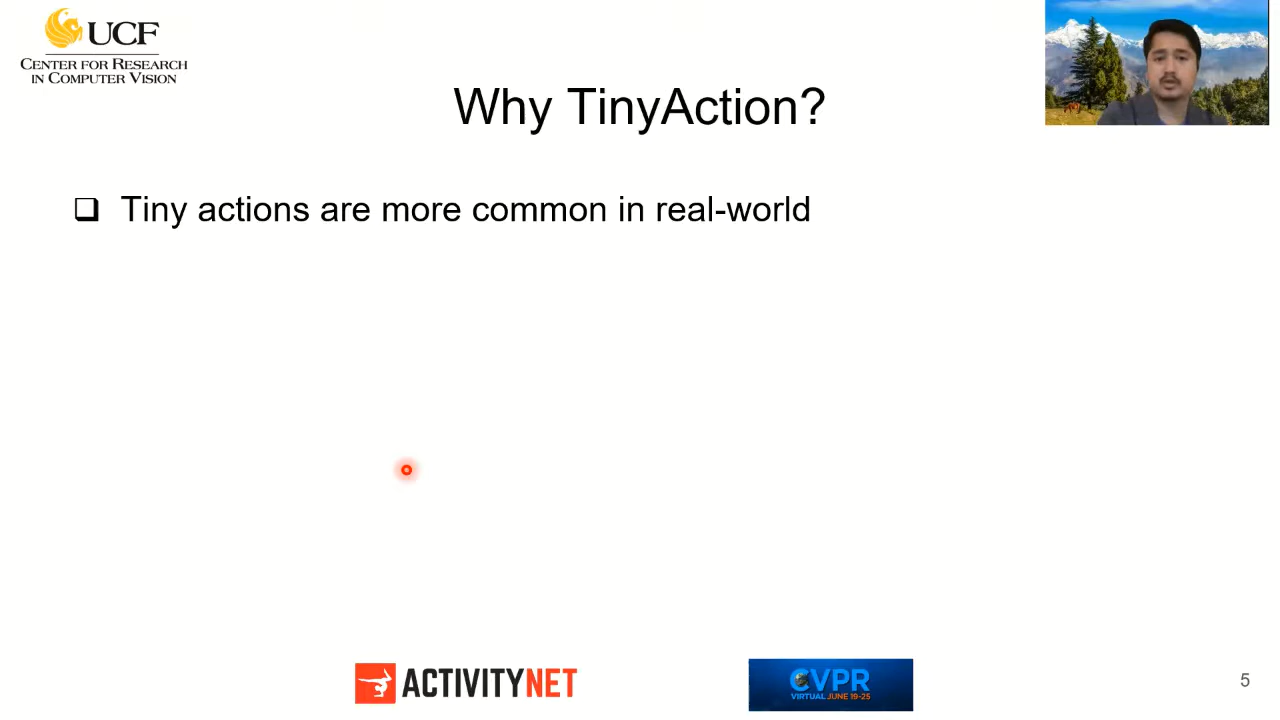 UCF
CENTER FOR RESEARCH
IN COMPUTER VISION
Why TinyAction?
Tiny actions are more common in real-world
ACTIVITYNET
CVPR
VIRTUAL JUNE 19-25
5